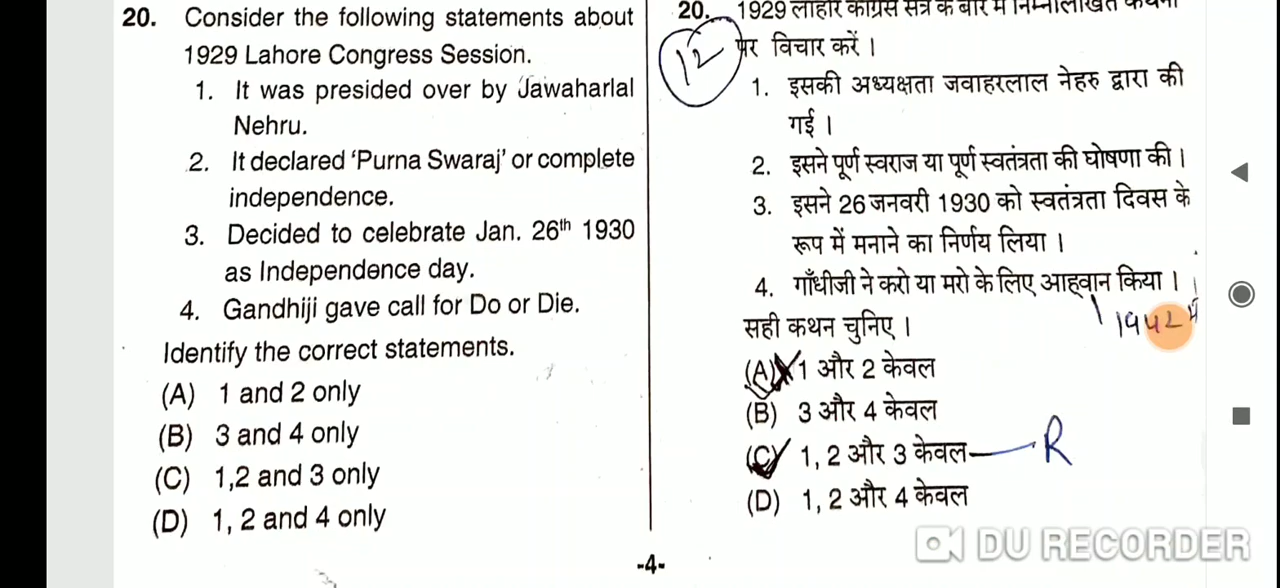 20. Consider the following statements about
1929 Lahore Congress Session.
1. It was presided over by Jawaharlal
Nehru.
2. It declared ‘Purna Swaraj’ or complete
independence.
3. Decided to celebrate Jan. 26th 1930
as Independence day.
4. Gandhiji gave call for Do or Die.
Identify the correct statements.
(A) 1 and 2 only
(B) 3 and 4 only
(C) 1,2 and 3 only
(D) 1, 2 and 4 only
20. 1929 लाहौर कांग्रेस सत्र के बारे में निम्नलिखित कथनों
12
पर विचार करें ।
1. इसकी अध्यक्षता जवाहरलाल नेहरु द्वारा की
गई ।
2. इसने पूर्ण स्वराज या पूर्ण स्वतंत्रता की घोषणा की ।
3. इसने 26 जनवरी 1930 को स्वतंत्रता दिवस के
रूप में मनाने का निर्णय लिया ।
4. गाँधीजी ने करो या मरो के लिए आह्वान किया ।
1942 में
सही कथन चुनिए ।
(A) 1 और 2 केवल
(B) 3 और 4 केवल
(C) 1, 2 और 3 केवल R
(D) 1, 2 और 4 केवल
-4-
DU RECORDER